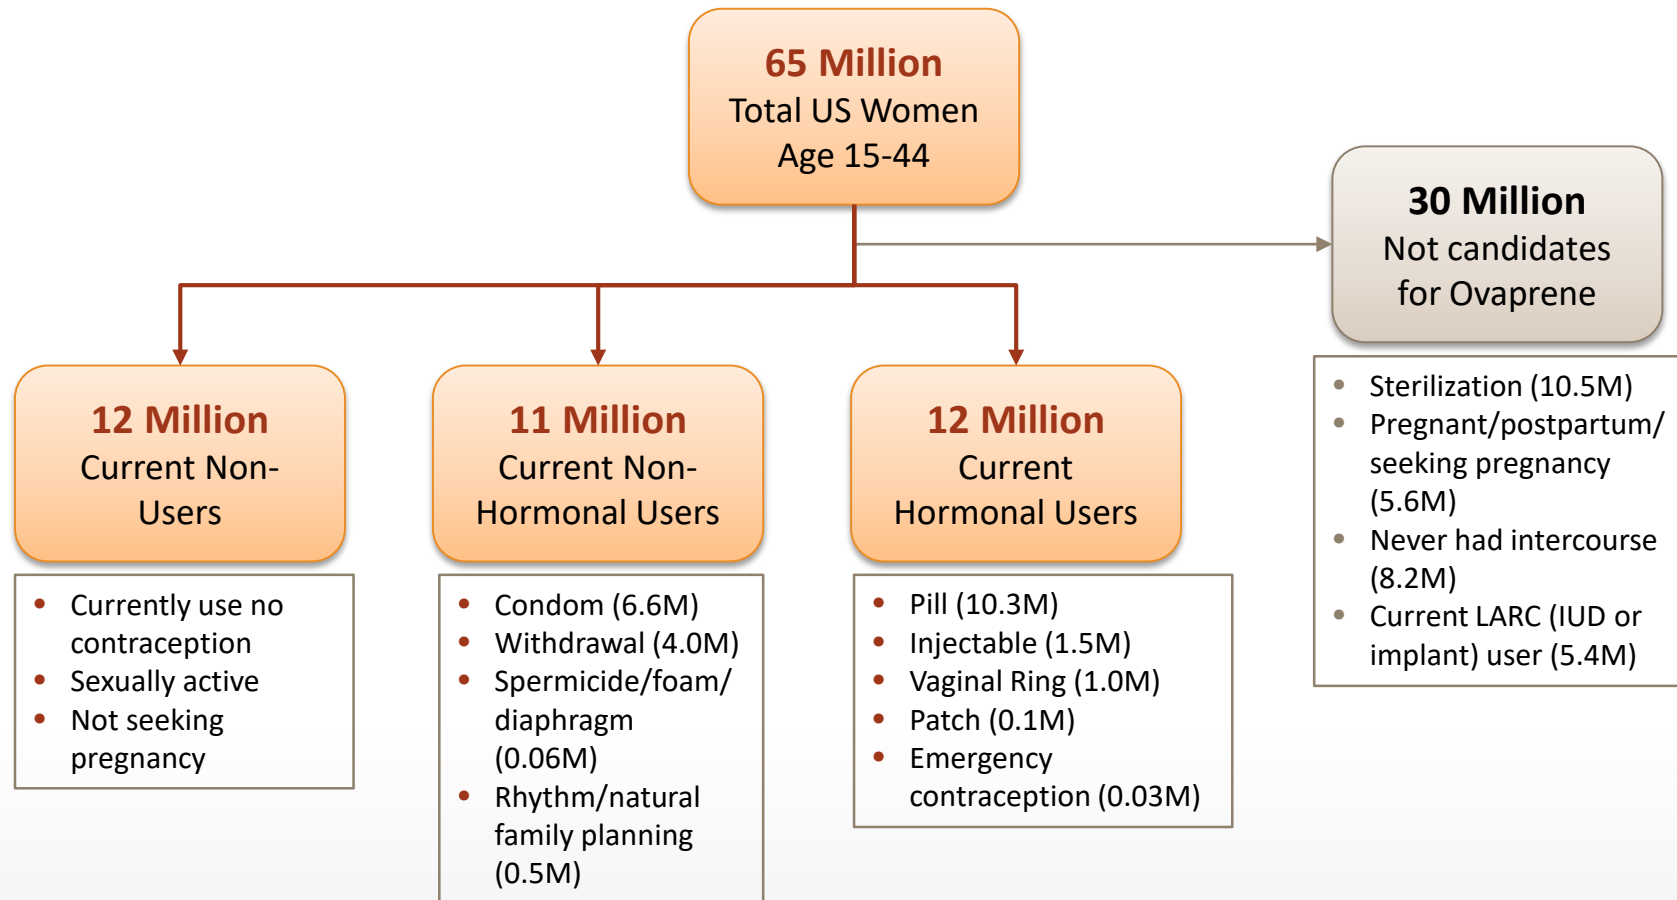 65 Million
Total US Women
Age 15-44
30 Million
Not candidates
for Ovaprene
• Sterilization (10.5M)
• Pregnant/postpartum/
seeking pregnancy
(5.6M)
• Never had intercourse
(8.2M)
• Current LARC (IUD or
implant) user (5.4M)
12 Million
Current Non-
Users
• Currently use no
contraception
• Sexually active
• Not seeking
pregnancy
11 Million
Current Non-
Hormonal Users
• Condom (6.6M)
• Withdrawal (4.0M)
• Spermicide/foam/
diaphragm
(0.06M)
• Rhythm/natural
family planning
(0.5M)
12 Million
Current
Hormonal Users
• Pill (10.3M)
• Injectable (1.5M)
• Vaginal Ring (1.0M)
• Patch (0.1M)
• Emergency
contraception (0.03M)